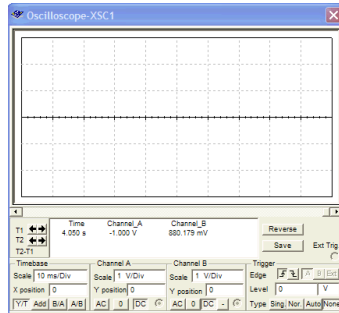 Oscilloscope-XSC1
Time Channel_A Channel_B
T1 4.050 s -1.000 V 880.179 mV
T2
T2-T1
Reverse
Save
Ext Trig
Timebase
Scale 10 ms/Div
X position 0
Y/T Add B/A A/B
Channel A
Scale 1 V/Div
Y position 0
AC 0 DC
Channel B
Scale 1 V/Div
Y position 0
AC 0 DC -
Trigger
Edge A B Ext
Level 0 V
Type Sing. Nor. Auto None